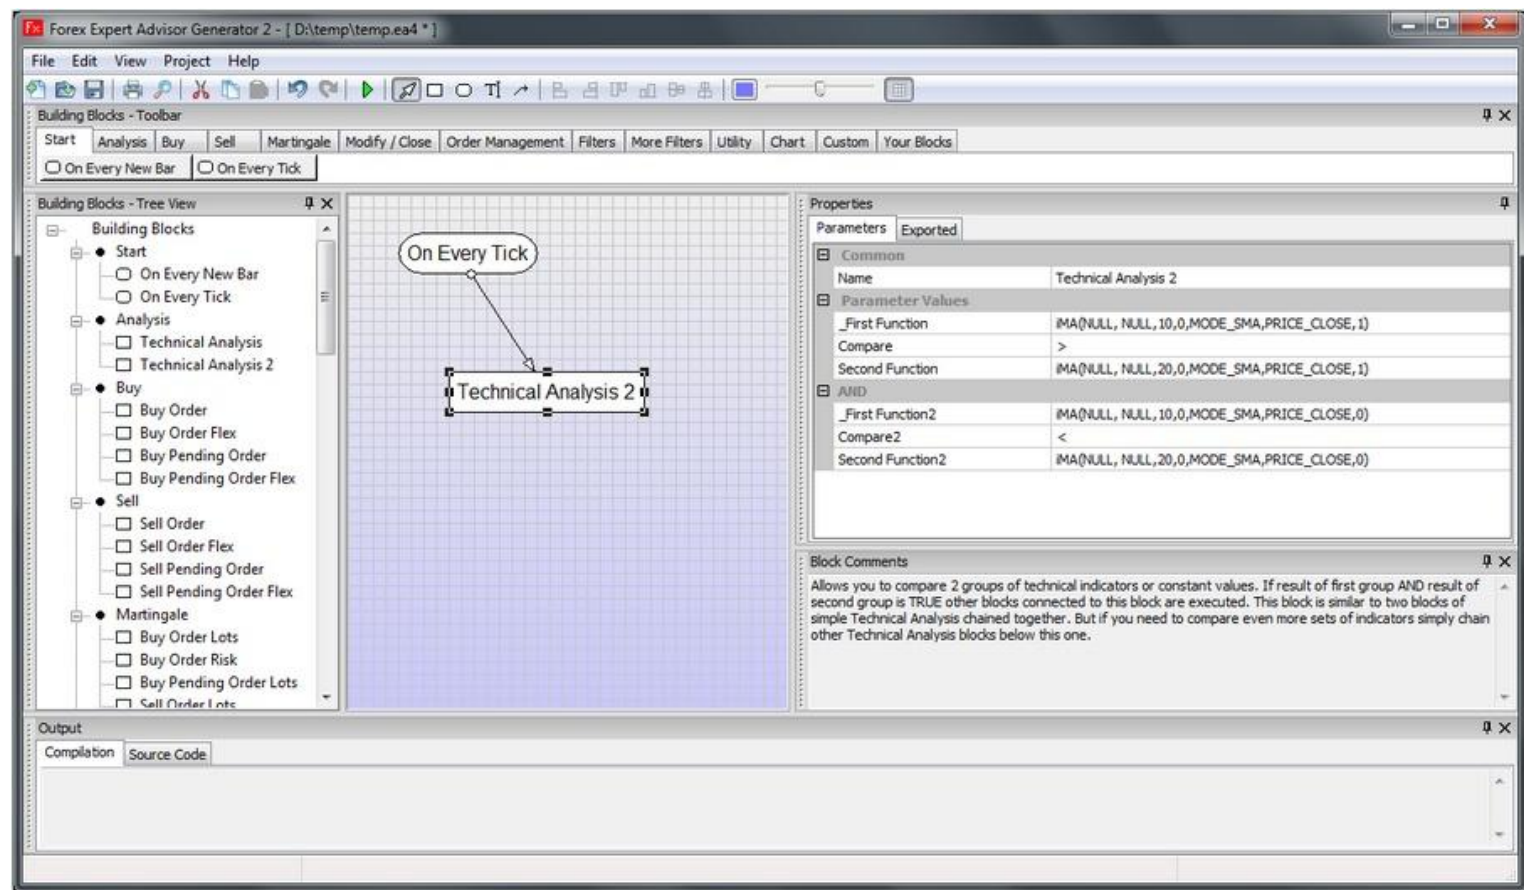 Fx Forex Expert Advisor Generator 2 - [ D:\temp\temp.ea4 * ]
File Edit View Project Help
Building Blocks - Toolbar
Start Analysis Buy Sell Martingale Modify / Close Order Management Filters More Filters Utility Chart Custom Your Blocks
On Every New Bar On Every Tick
Building Blocks - Tree View
Building Blocks
Start
On Every New Bar
On Every Tick
Analysis
Technical Analysis
Technical Analysis 2
Buy
Buy Order
Buy Order Flex
Buy Pending Order
Buy Pending Order Flex
Sell
Sell Order
Sell Order Flex
Sell Pending Order
Sell Pending Order Flex
Martingale
Buy Order Lots
Buy Order Risk
Buy Pending Order Lots
Sell Order Lots
On Every Tick
Technical Analysis 2
Properties
Parameters Exported
Common
Name Technical Analysis 2
Parameter Values
_First Function iMA(NULL, NULL,10,0,MODE_SMA,PRICE_CLOSE,1)
Compare >
Second Function iMA(NULL, NULL,20,0,MODE_SMA,PRICE_CLOSE,1)
AND
_First Function2 iMA(NULL, NULL,10,0,MODE_SMA,PRICE_CLOSE,0)
Compare2 <
Second Function2 iMA(NULL, NULL,20,0,MODE_SMA,PRICE_CLOSE,0)
Block Comments
Allows you to compare 2 groups of technical indicators or constant values. If result of first group AND result of
second group is TRUE other blocks connected to this block are executed. This block is similar to two blocks of
simple Technical Analysis chained together. But if you need to compare even more sets of indicators simply chain
other Technical Analysis blocks below this one.
Output
Compilation Source Code